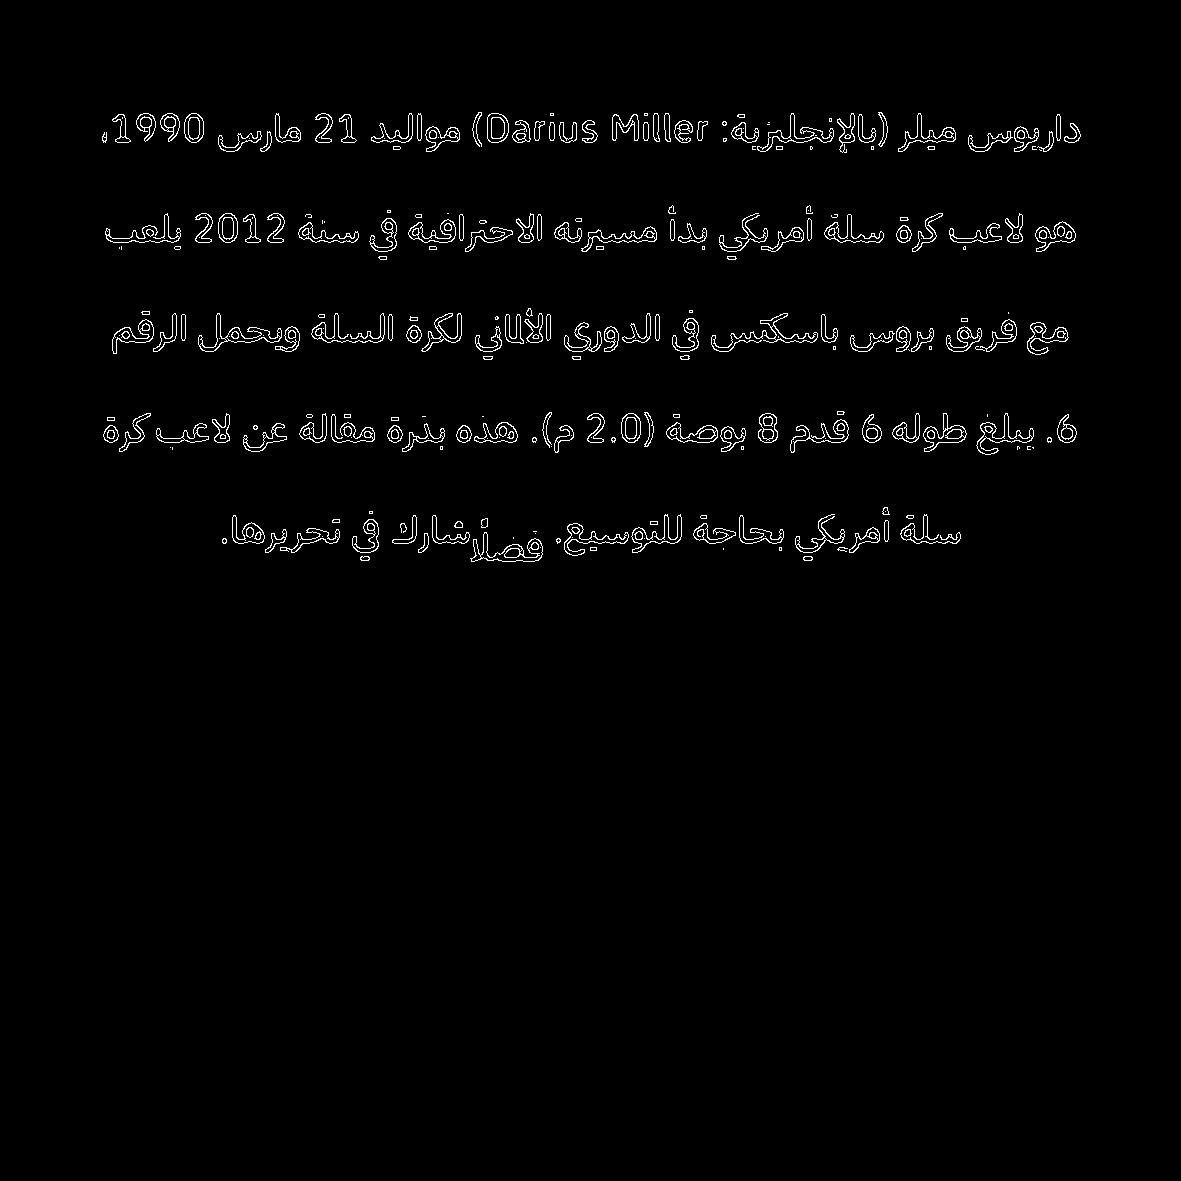 داريوس ميلر (بالإنجليزية: Darius Miller) مواليد 21 مارس 1990،
هو لاعب كرة سلة أمريكي بدأ مسيرته الاحترافية في سنة 2012 يلعب
مع فريق بروس باسكتس في الدوري الألماني لكرة السلة ويحمل الرقم
6. يبلغ طوله 6 قدم 8 بوصة (2.0 م). هذه بذرة مقالة عن لاعب كرة
سلة أمريكي بحاجة للتوسيع. فضلًا شارك في تحريرها.